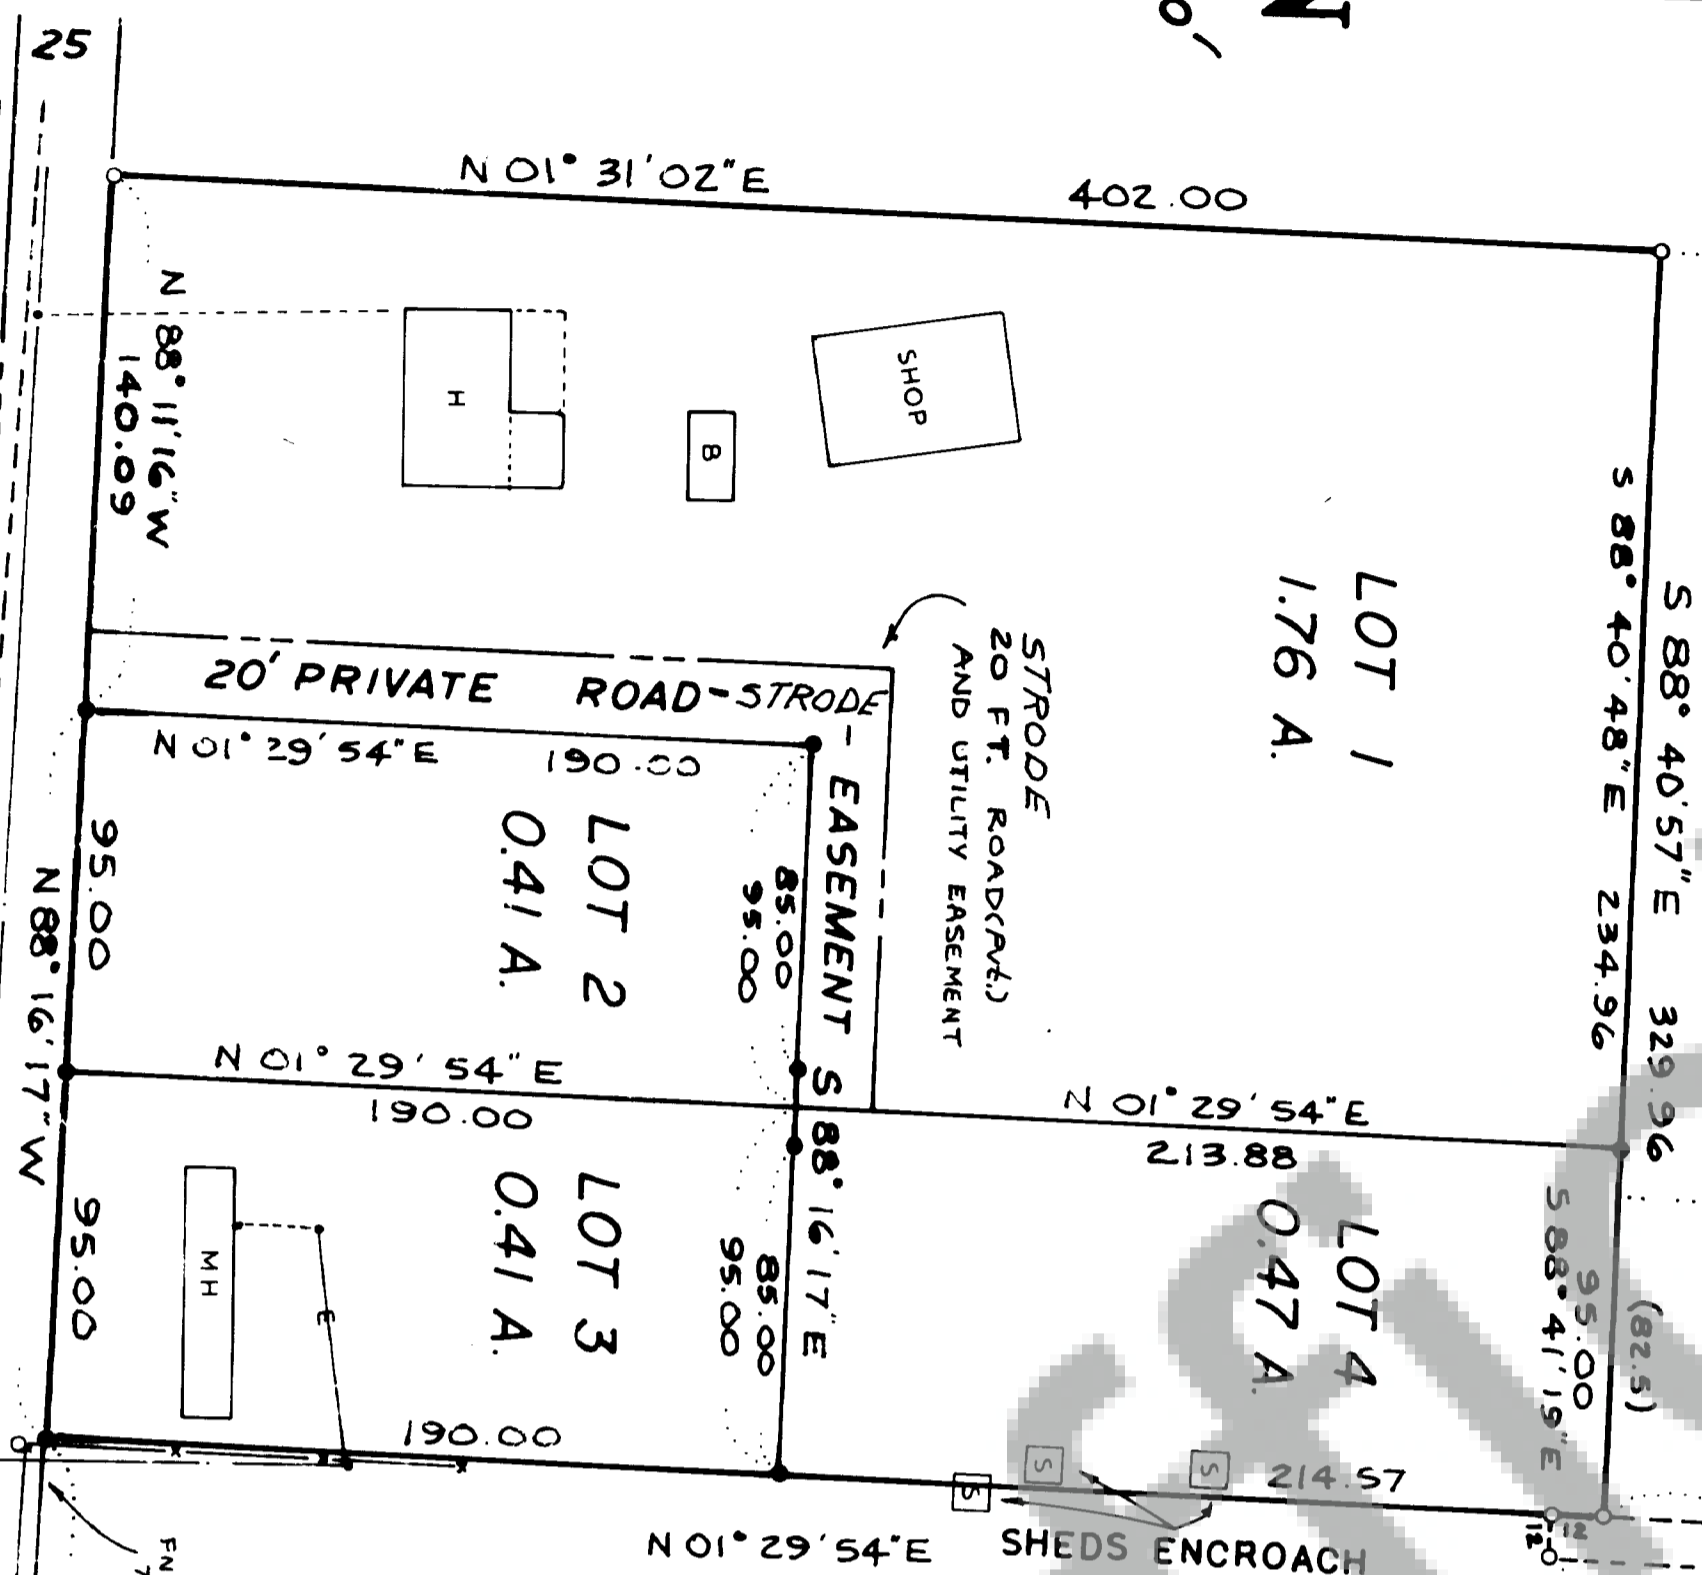 25
N
0'
N 01° 31' 02" E
402.00
N 88° 11' 16" W
140.09
H
B
SHOP
LOT 1
1.76 A.
S 88° 40' 48" E 234.96
S 88° 40' 57" E 329.96
STRODE
20 FT. ROAD (Pvt.)
AND UTILITY EASEMENT
20' PRIVATE ROAD-STRODE
- EASEMENT
N 01° 29' 54" E
190.00
LOT 2
0.41 A.
85.00
95.00
95.00
N 88° 16' 17" W
N 01° 29' 54" E
190.00
N 01° 29' 54" E
213.88
S 88° 16' 17" E
LOT 3
0.41 A.
85.00
95.00
95.00
MH
E
190.00
LOT 4
0.47 A.
95.00
S 88° 41' 19" E
(82.5)
S
S
S
214.57
N 01° 29' 54" E
SHEDS ENCROACH
12
12
FN